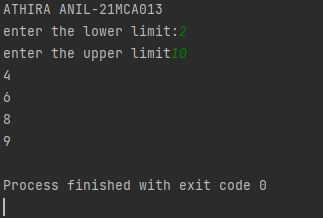 ATHIRA ANIL-21MCA013
enter the lower limit:2
enter the upper limit10
4
6
8
9
Process finished with exit code 0